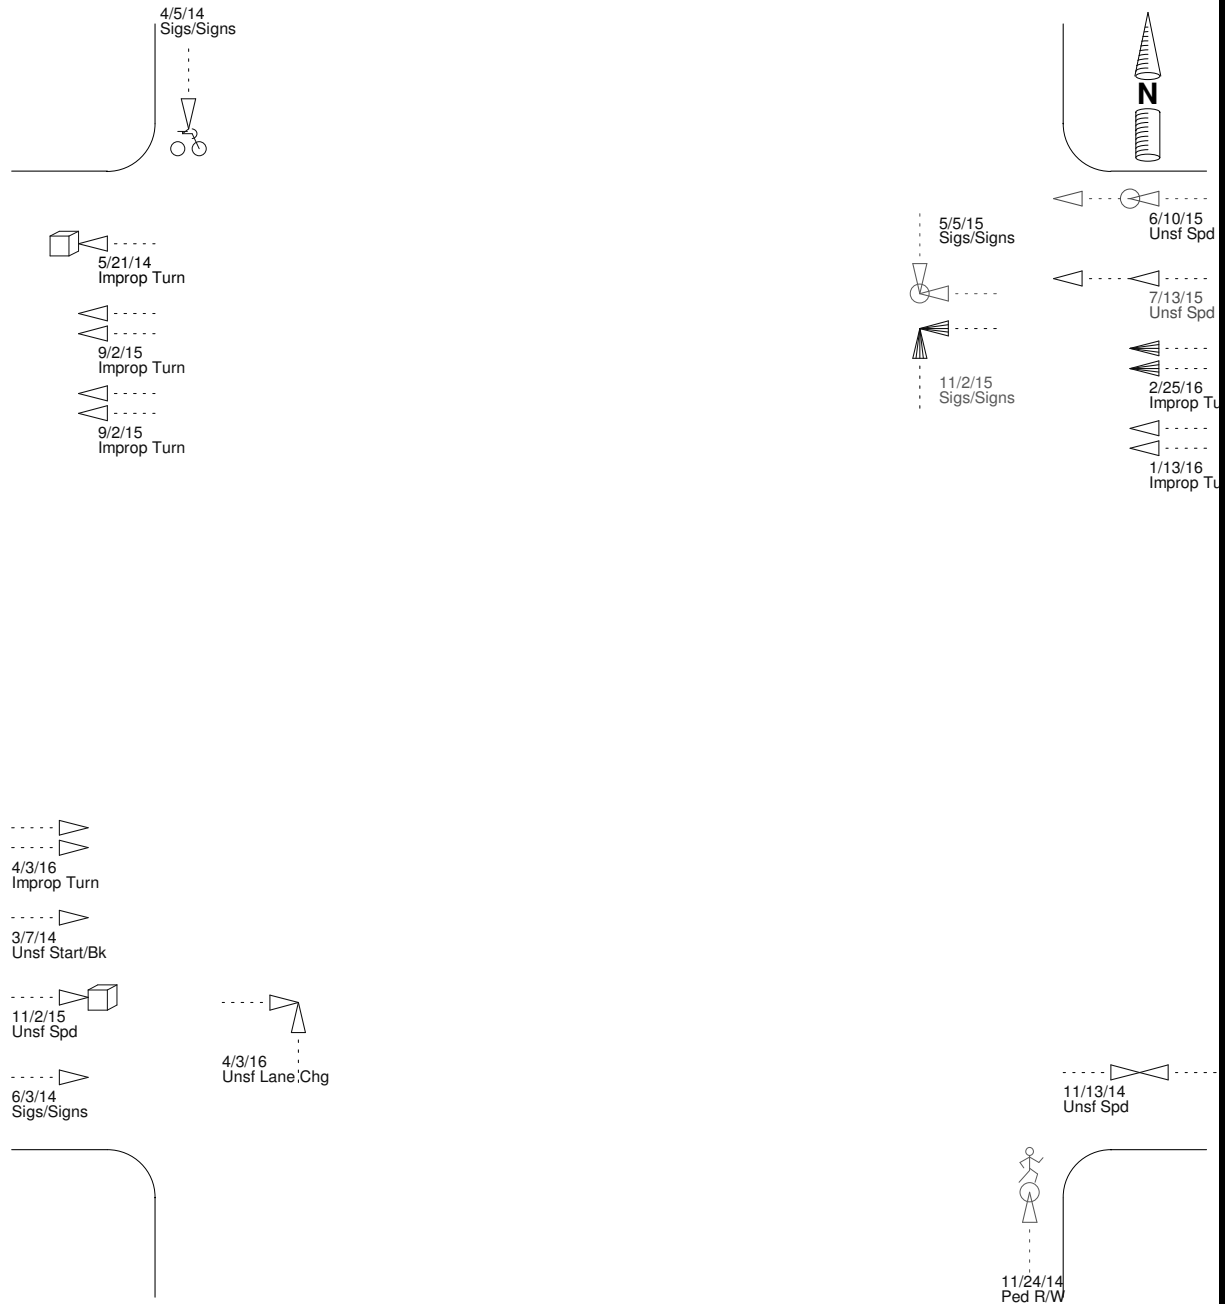 4/5/14
Sigs/Signs
N
5/21/14
Improp Turn
9/2/15
Improp Turn
9/2/15
Improp Turn
5/5/15
Sigs/Signs
11/2/15
Sigs/Signs
6/10/15
Unsf Spd
7/13/15
Unsf Spd
2/25/16
Improp Tu
1/13/16
Improp Tu
4/3/16
Improp Turn
3/7/14
Unsf Start/Bk
11/2/15
Unsf Spd
6/3/14
Sigs/Signs
4/3/16
Unsf Lane Chg
11/13/14
Unsf Spd
11/24/14
Ped R/W